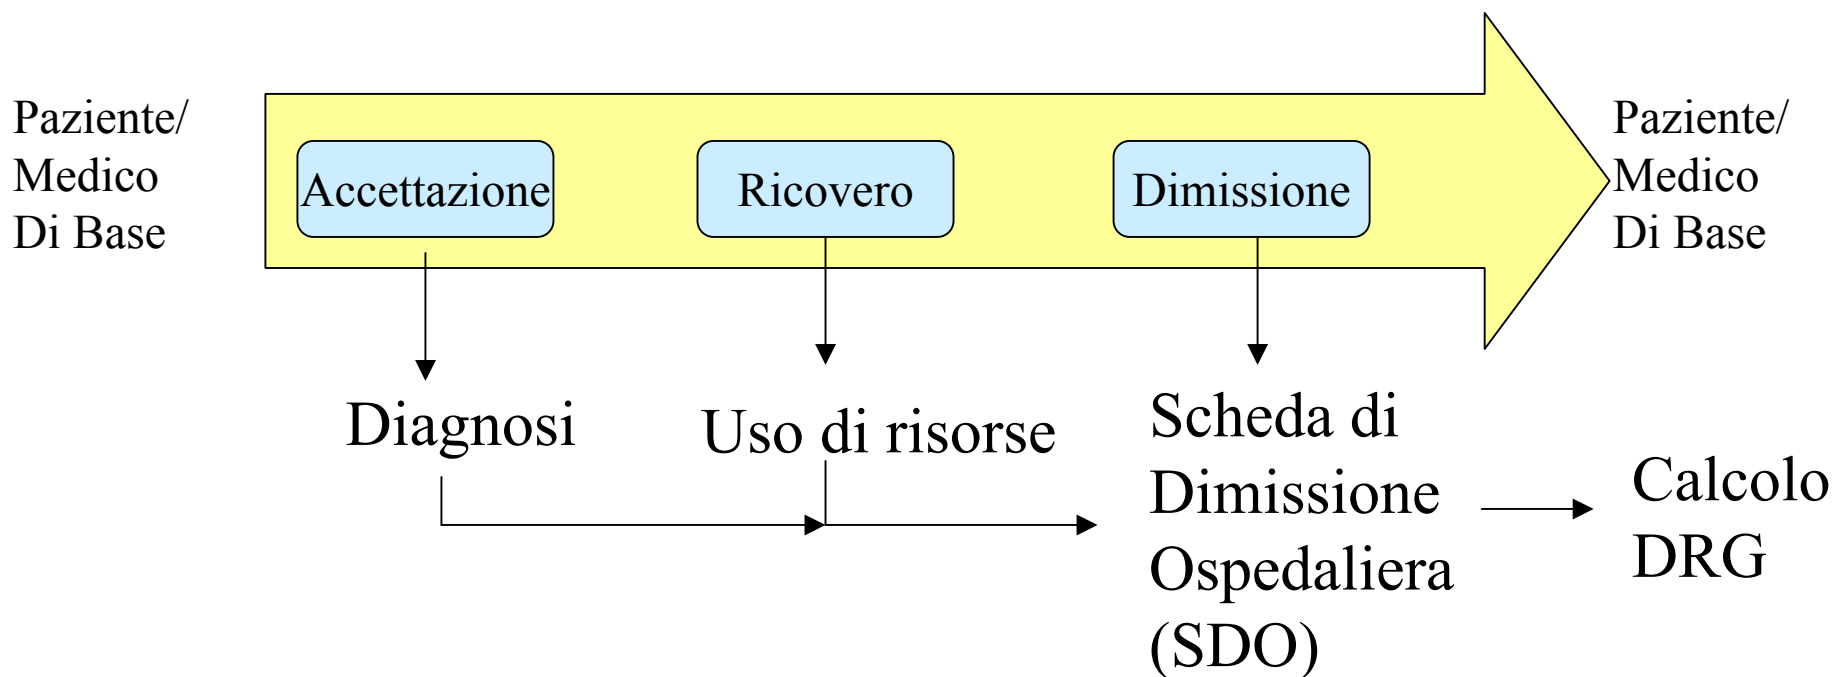 Paziente/
Medico
Di Base
Accettazione
Ricovero
Dimissione
Paziente/
Medico
Di Base
Diagnosi
Uso di risorse
Scheda di
Dimissione
Ospedaliera
(SDO)
Calcolo
DRG